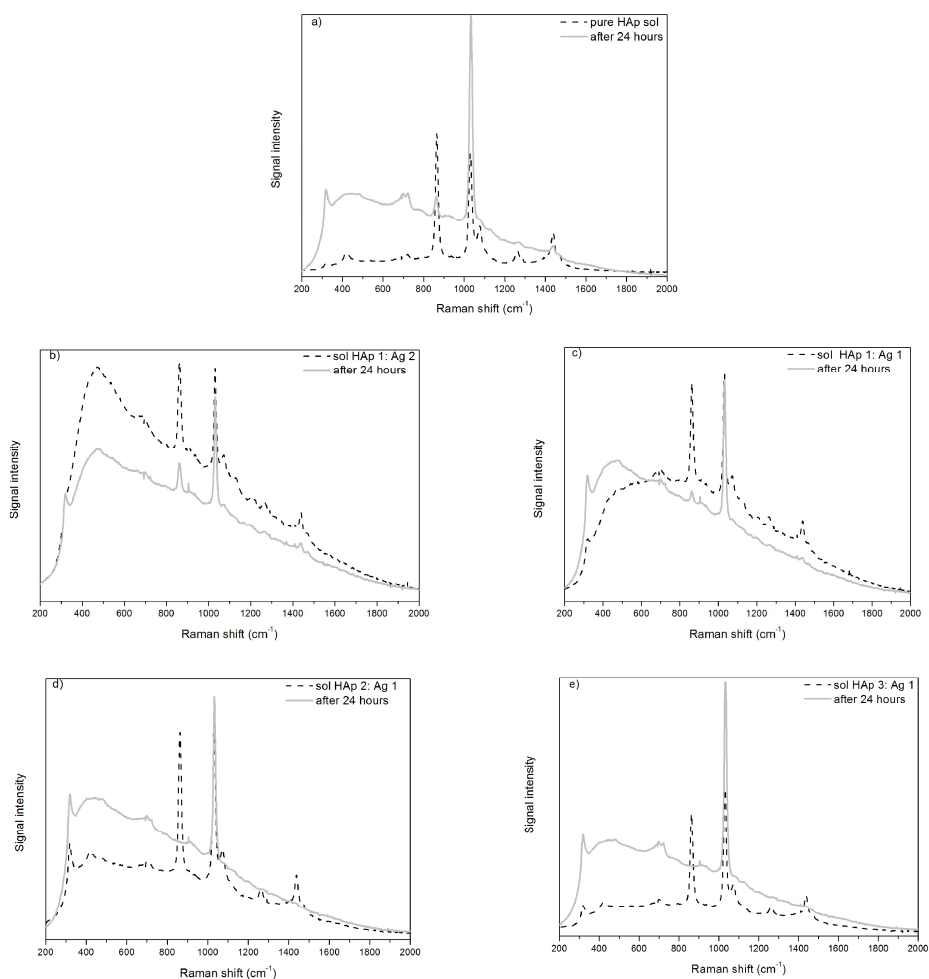 a)
pure HAp sol
after 24 hours
Signal intensity
200 400 600 800 1000 1200 1400 1600 1800 2000
Raman shift (cm⁻¹)
b)
sol HAp 1: Ag 2
after 24 hours
Signal intensity
200 400 600 800 1000 1200 1400 1600 1800 2000
Raman shift (cm⁻¹)
c)
sol HAp 1: Ag 1
after 24 hours
Signal intensity
200 400 600 800 1000 1200 1400 1600 1800 2000
Raman shift (cm⁻¹)
d)
sol HAp 2: Ag 1
after 24 hours
Signal intensity
200 400 600 800 1000 1200 1400 1600 1800 2000
Raman shift (cm⁻¹)
e)
sol HAp 3: Ag 1
after 24 hours
Signal intensity
200 400 600 800 1000 1200 1400 1600 1800 2000
Raman shift (cm⁻¹)